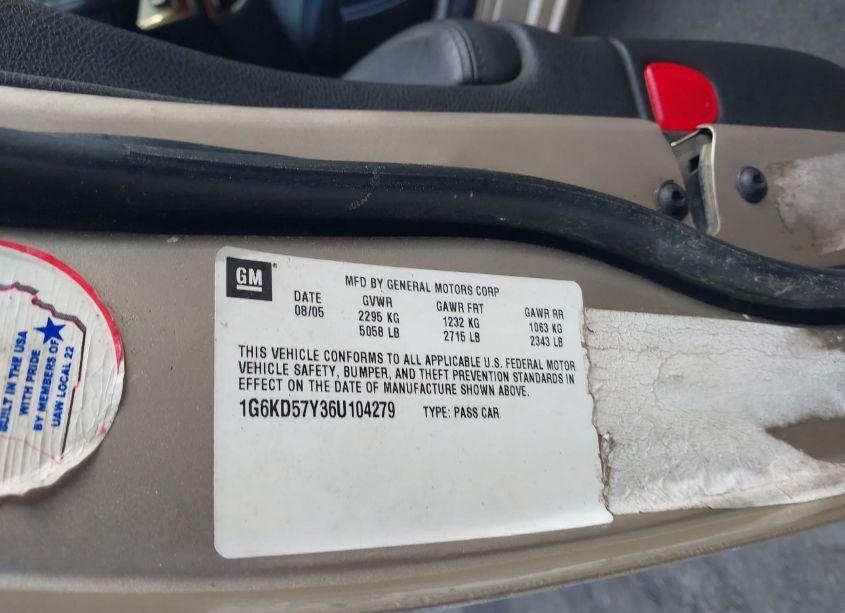 GM
MFD BY GENERAL MOTORS CORP
DATE GVWR GAWR FRT GAWR RR
08/05 2295 KG 1232 KG 1063 KG
5058 LB 2715 LB 2343 LB
THIS VEHICLE CONFORMS TO ALL APPLICABLE U.S. FEDERAL MOTOR
VEHICLE SAFETY, BUMPER, AND THEFT PREVENTION STANDARDS IN
EFFECT ON THE DATE OF MANUFACTURE SHOWN ABOVE.
1G6KD57Y36U104279 TYPE: PASS CAR
BUILT IN THE USA
WITH PRIDE
BY MEMBERS OF
UAW LOCAL 22